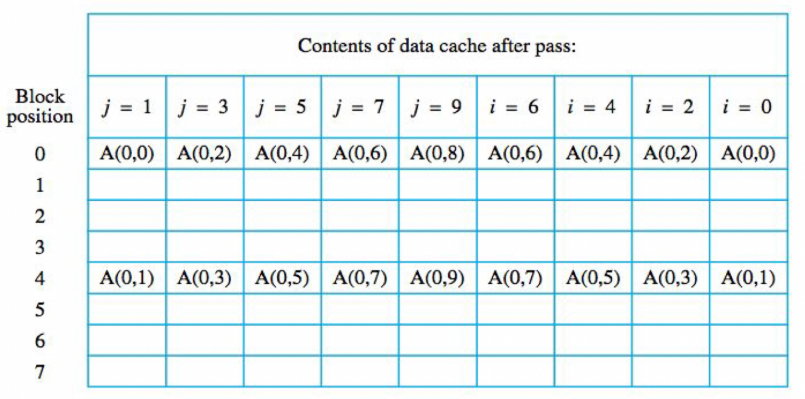 Contents of data cache after pass:
Block
position
j = 1 j = 3 j = 5 j = 7 j = 9 i = 6 i = 4 i = 2 i = 0
0 A(0,0) A(0,2) A(0,4) A(0,6) A(0,8) A(0,6) A(0,4) A(0,2) A(0,0)
1
2
3
4 A(0,1) A(0,3) A(0,5) A(0,7) A(0,9) A(0,7) A(0,5) A(0,3) A(0,1)
5
6
7